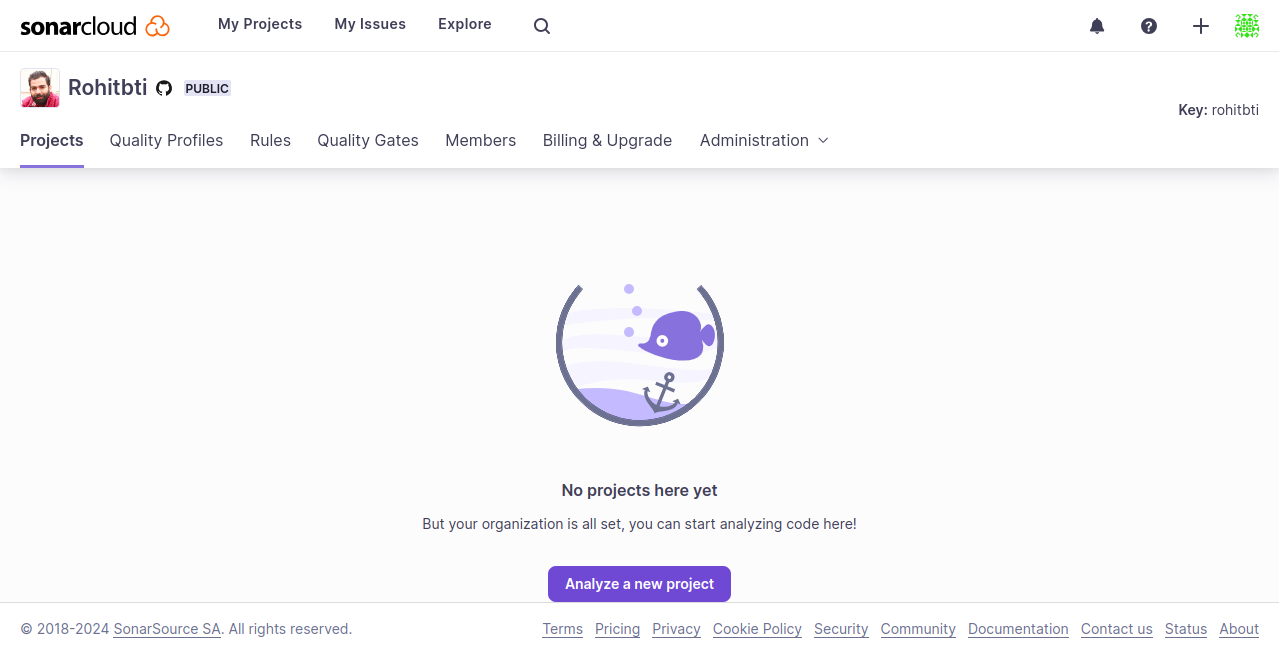 sonarcloud My Projects My Issues Explore
Rohitbti PUBLIC
Key: rohitbti
Projects Quality Profiles Rules Quality Gates Members Billing & Upgrade Administration
No projects here yet
But your organization is all set, you can start analyzing code here!
Analyze a new project
© 2018-2024 SonarSource SA. All rights reserved. Terms Pricing Privacy Cookie Policy Security Community Documentation Contact us Status About